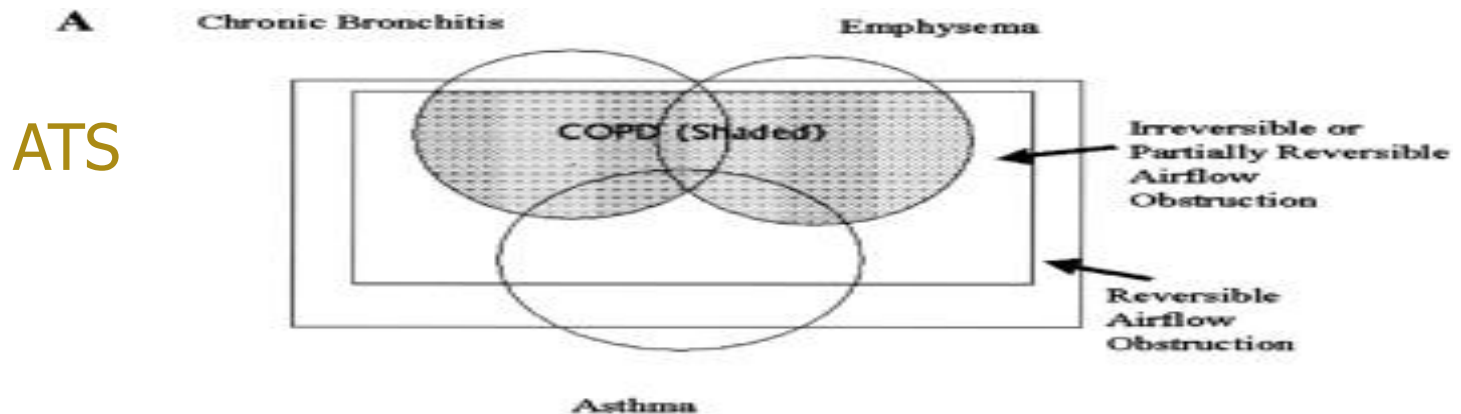 A
Chronic Bronchitis
Emphysema
ATS
COPD (Shaded)
Irreversible or
Partially Reversible
Airflow
Obstruction
Reversible
Airflow
Obstruction
Asthma